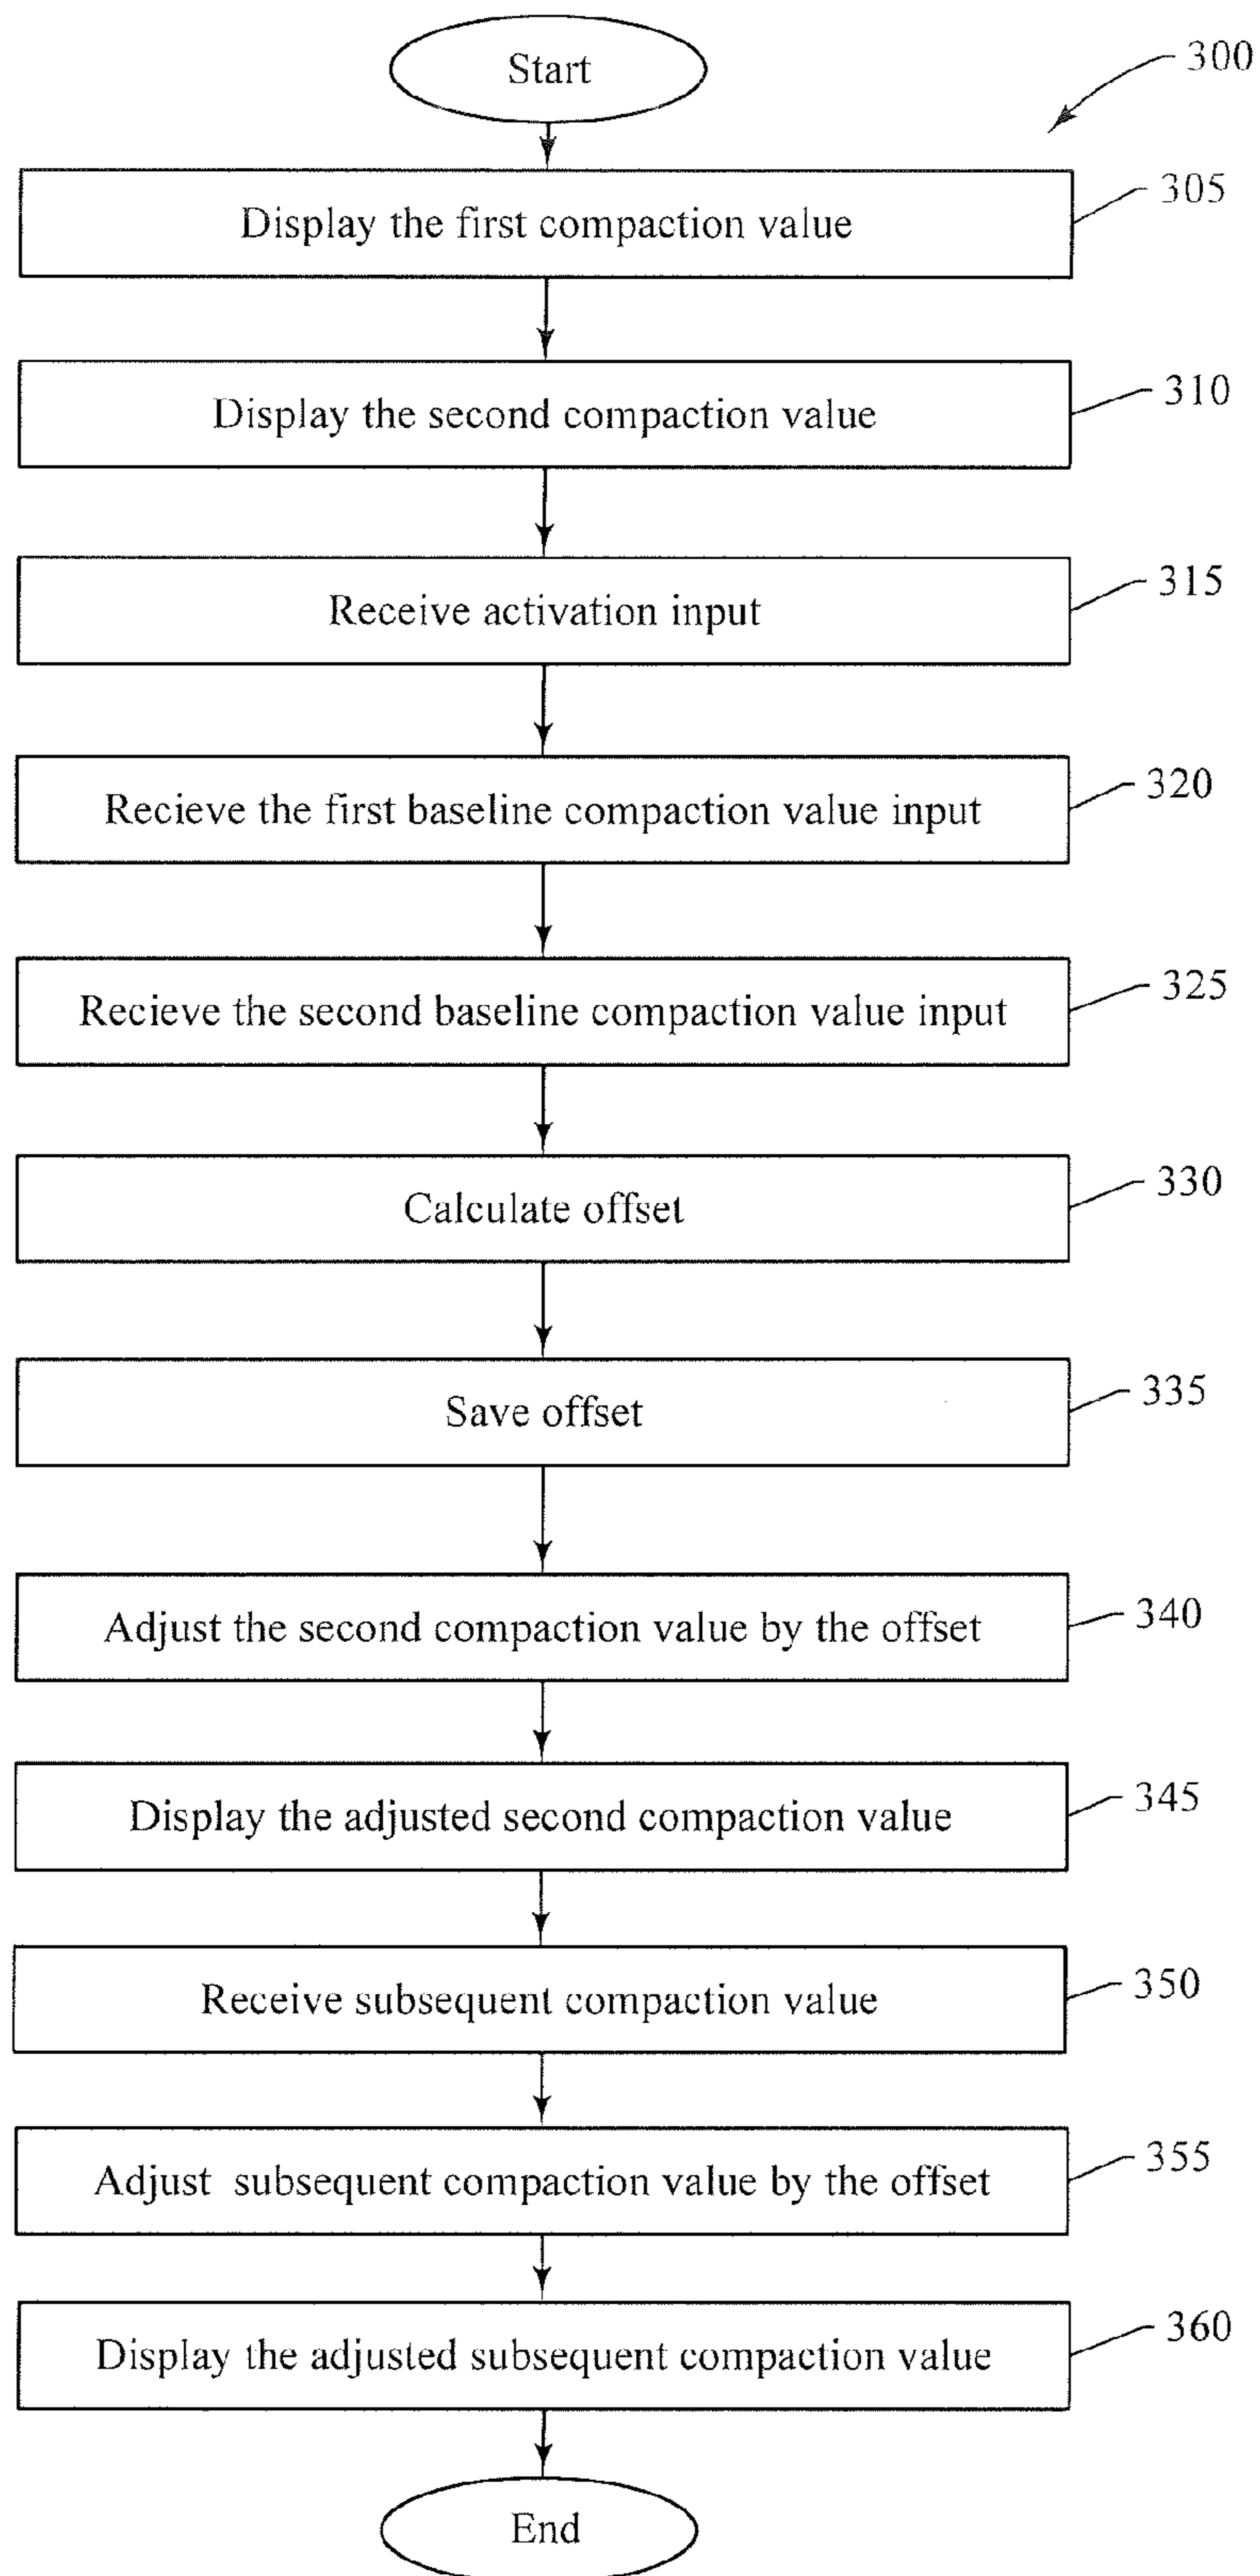 Start
300
Display the first compaction value
305
Display the second compaction value
310
Receive activation input
315
Recieve the first baseline compaction value input
320
Recieve the second baseline compaction value input
325
Calculate offset
330
Save offset
335
Adjust the second compaction value by the offset
340
Display the adjusted second compaction value
345
Receive subsequent compaction value
350
Adjust subsequent compaction value by the offset
355
Display the adjusted subsequent compaction value
360
End